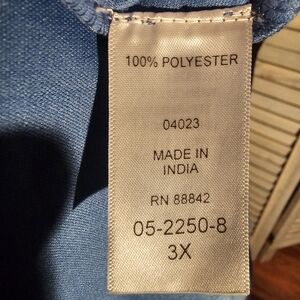 100% POLYESTER
04023
MADE IN
INDIA
RN 88842
05-2250-8
3X